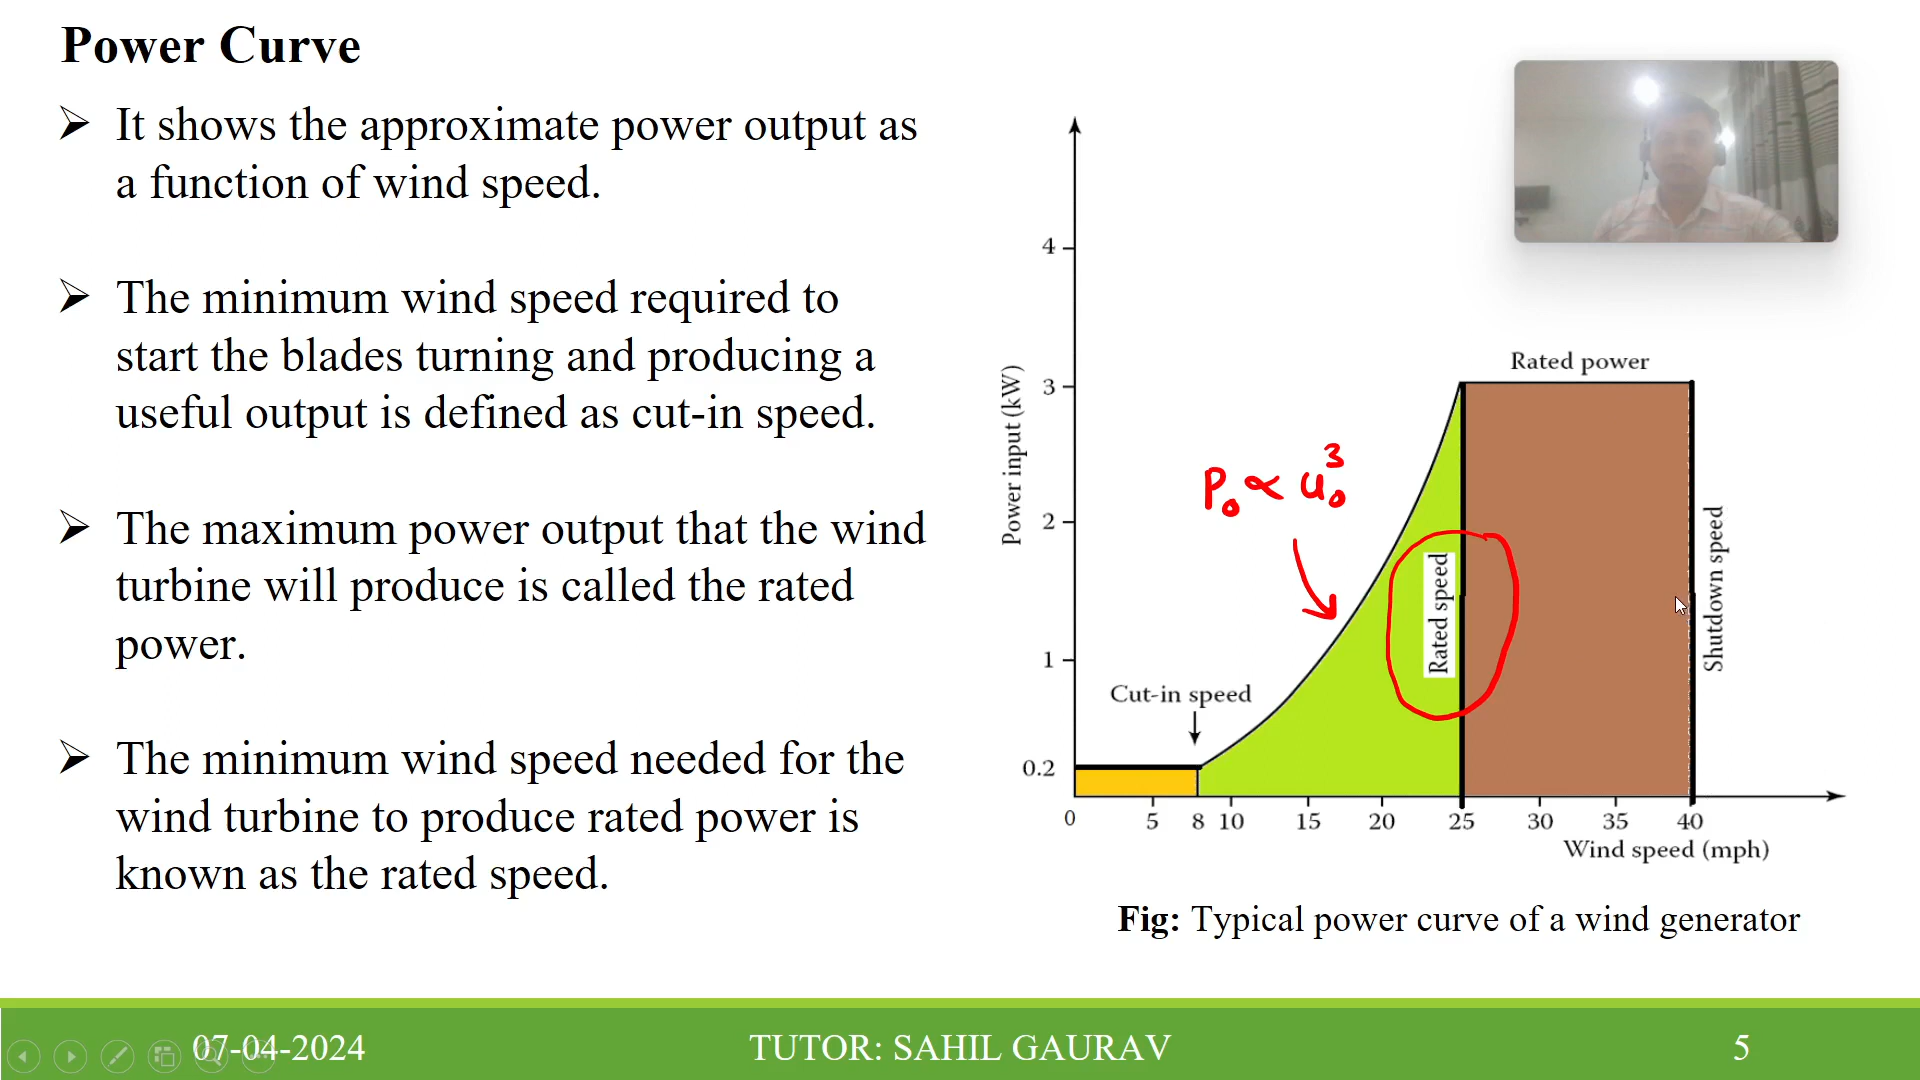 Power Curve
➢ It shows the approximate power output as
a function of wind speed.
➢ The minimum wind speed required to
start the blades turning and producing a
useful output is defined as cut-in speed.
➢ The maximum power output that the wind
turbine will produce is called the rated
power.
➢ The minimum wind speed needed for the
wind turbine to produce rated power is
known as the rated speed.
Power input (kW)
4
3
2
1
0.2
Rated power
P₀ ∝ u₀³
Rated speed
Shutdown speed
Cut-in speed
0 5 8 10 15 20 25 30 35 40
Wind speed (mph)
Fig: Typical power curve of a wind generator
07-04-2024
TUTOR: SAHIL GAURAV
5